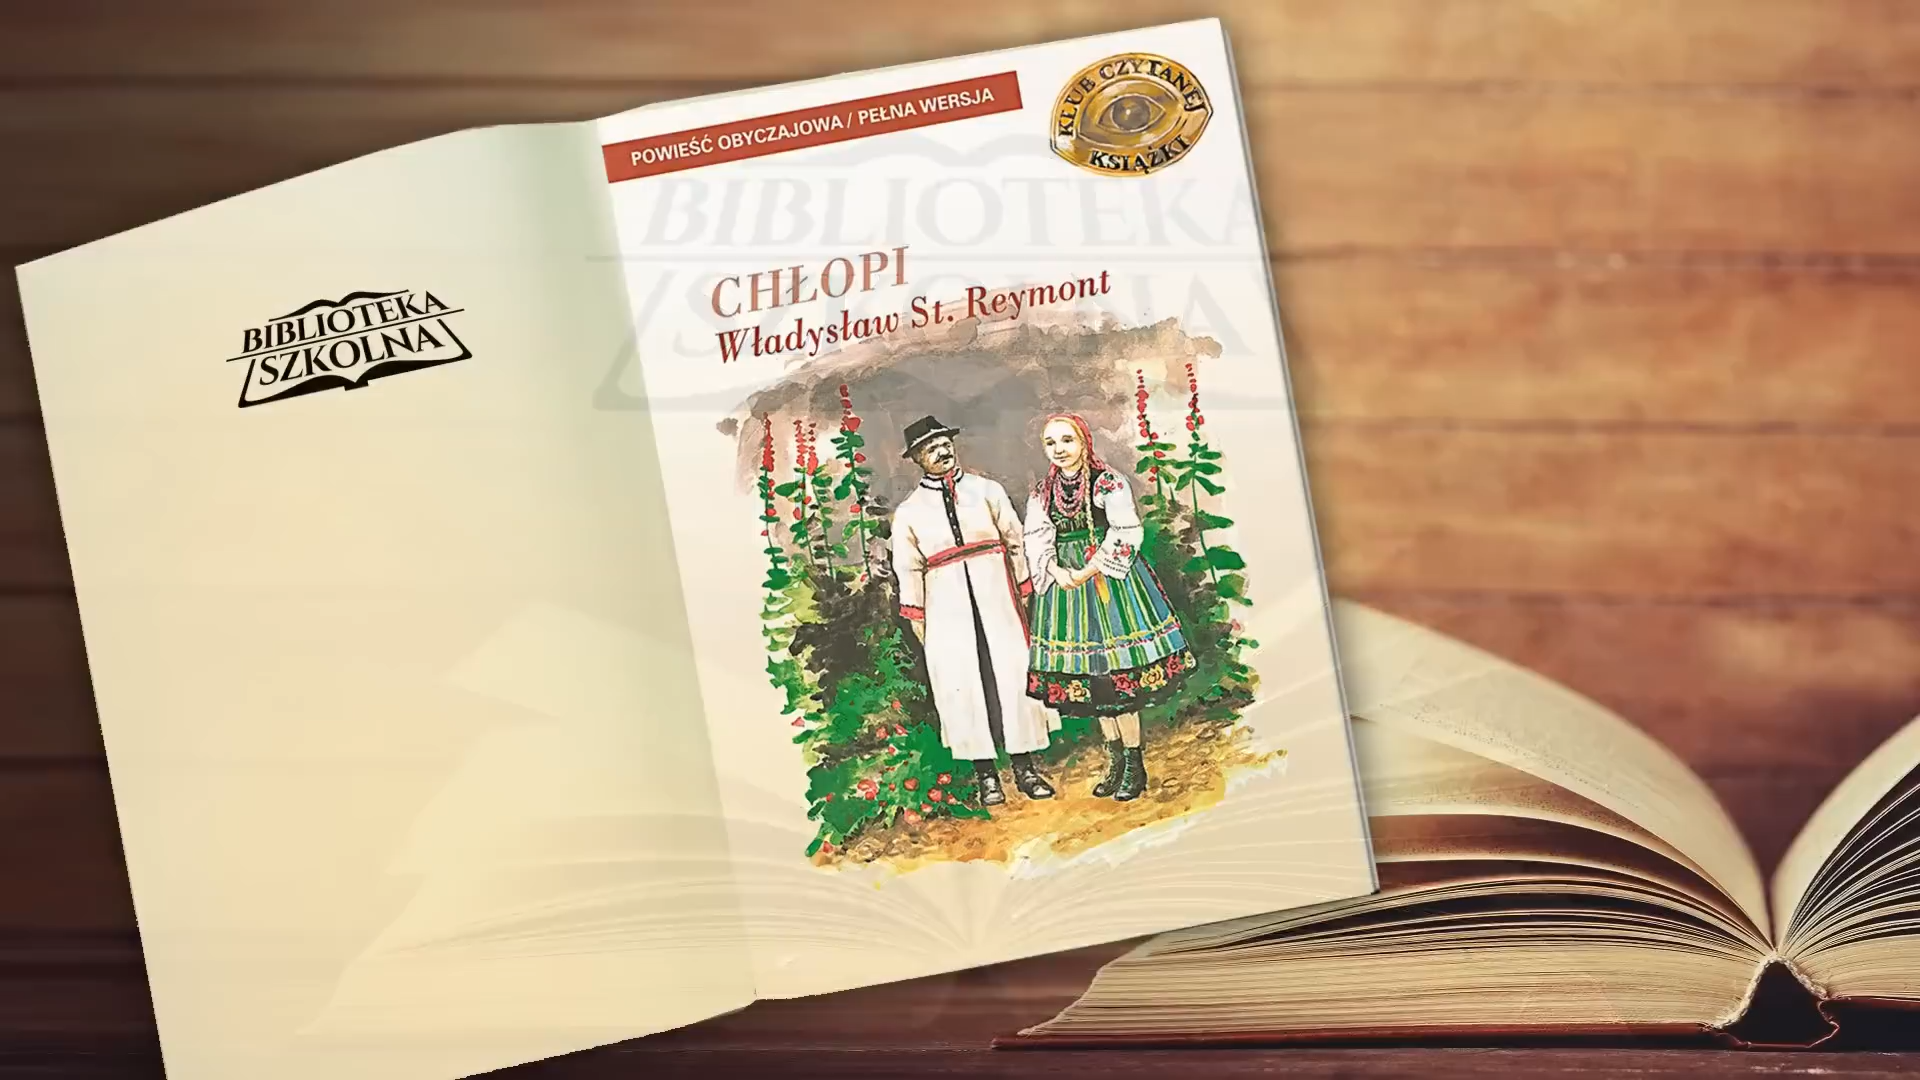 BIBLIOTEKA
SZKOLNA
POWIEŚĆ OBYCZAJOWA / PEŁNA WERSJA
KLUB CZYTANEJ
KSIĄŻKI
BIBLIOTEKA
SZKOLNA
CHŁOPI
Władysław St. Reymont